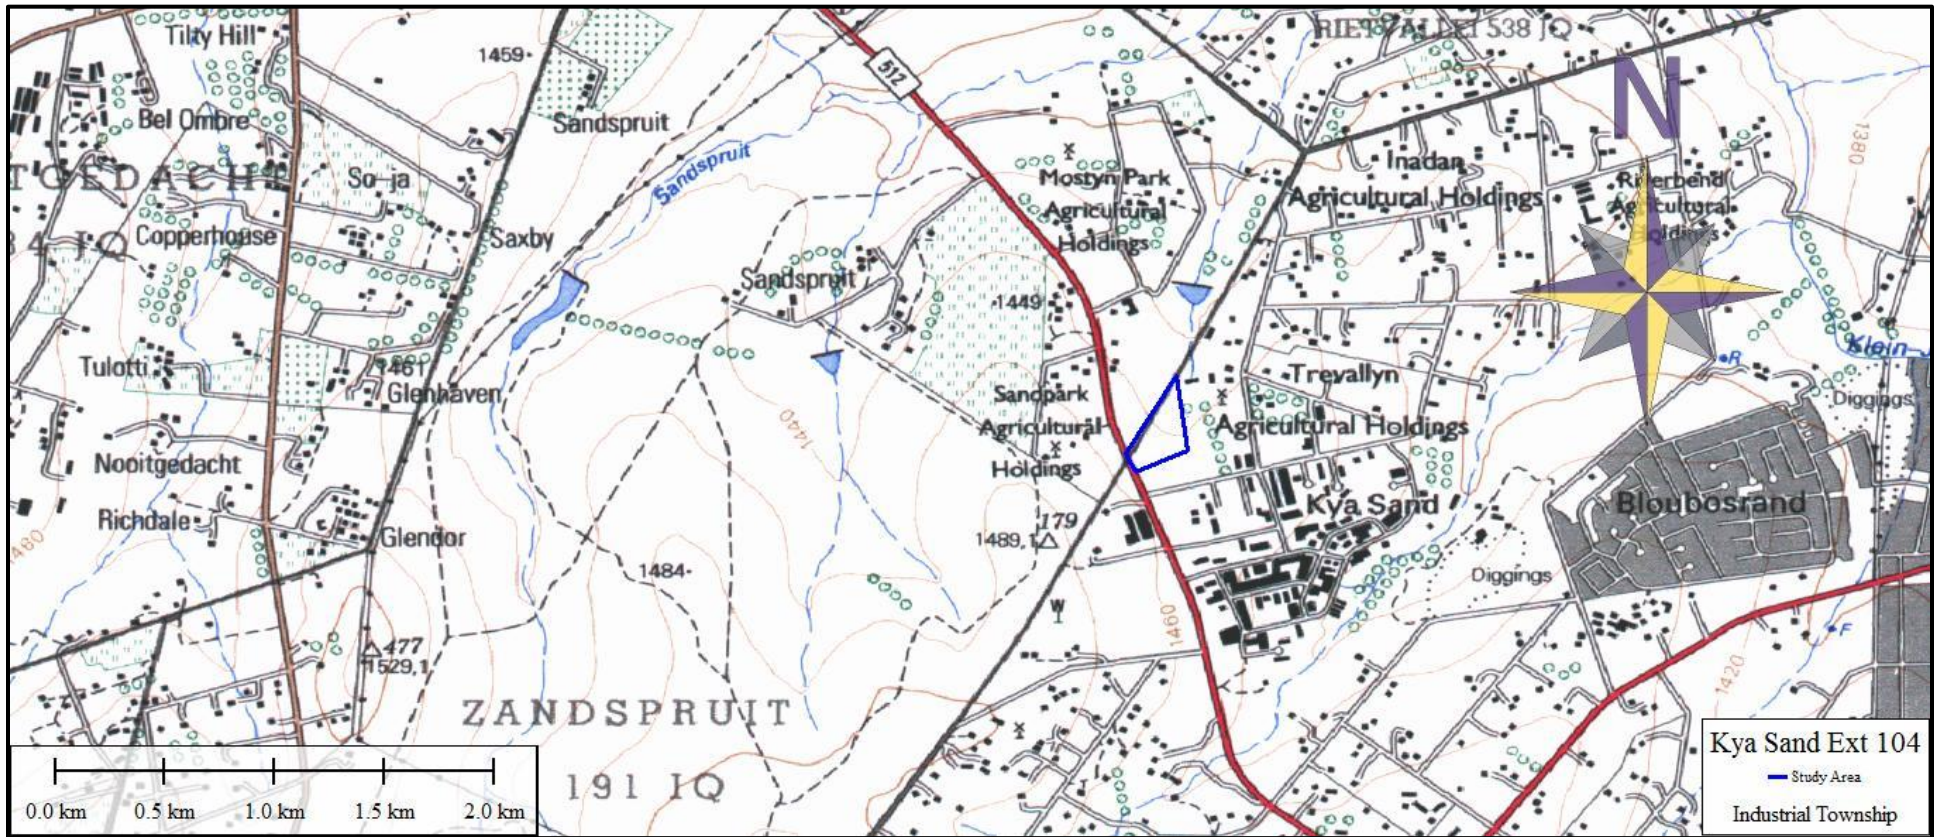 Tilty Hill
1459
512
RIETVALLEI 538 JQ
N
Bel Ombre
Sandspruit
Sandspruit
1380
Inadan
Agricultural Holdings
Mostyn Park
Agricultural
Holdings
Riverbend
Agricultural
So-ja
34 JQ
Copperhouse
Saxby
Sandspruit
1449
Tulotti
1461
Glenhaven
Trevallyn
Agricultural Holdings
R
Diggings
Sandpark
Agricultural
Holdings
1440
Nooitgedacht
Richdale
Glendor
1480
179
1489,1
Kya Sand
Bloubosrand
Diggings
1484
W
1460
F
1420
477
1529,1
ZANDSPRUIT
191 IQ
Kya Sand Ext 104
Study Area
Industrial Township
0.0 km 0.5 km 1.0 km 1.5 km 2.0 km